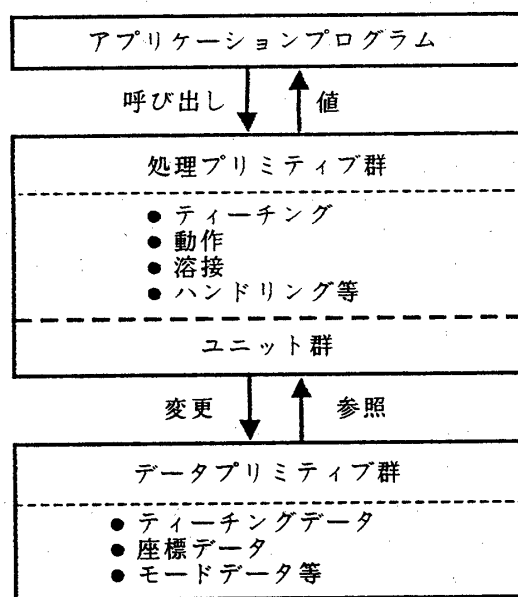 アプリケーションプログラム
呼び出し 値
処理プリミティブ群
● ティーチング
● 動作
● 溶接
● ハンドリング等
ユニット群
変更 参照
データプリミティブ群
● ティーチングデータ
● 座標データ
● モードデータ等